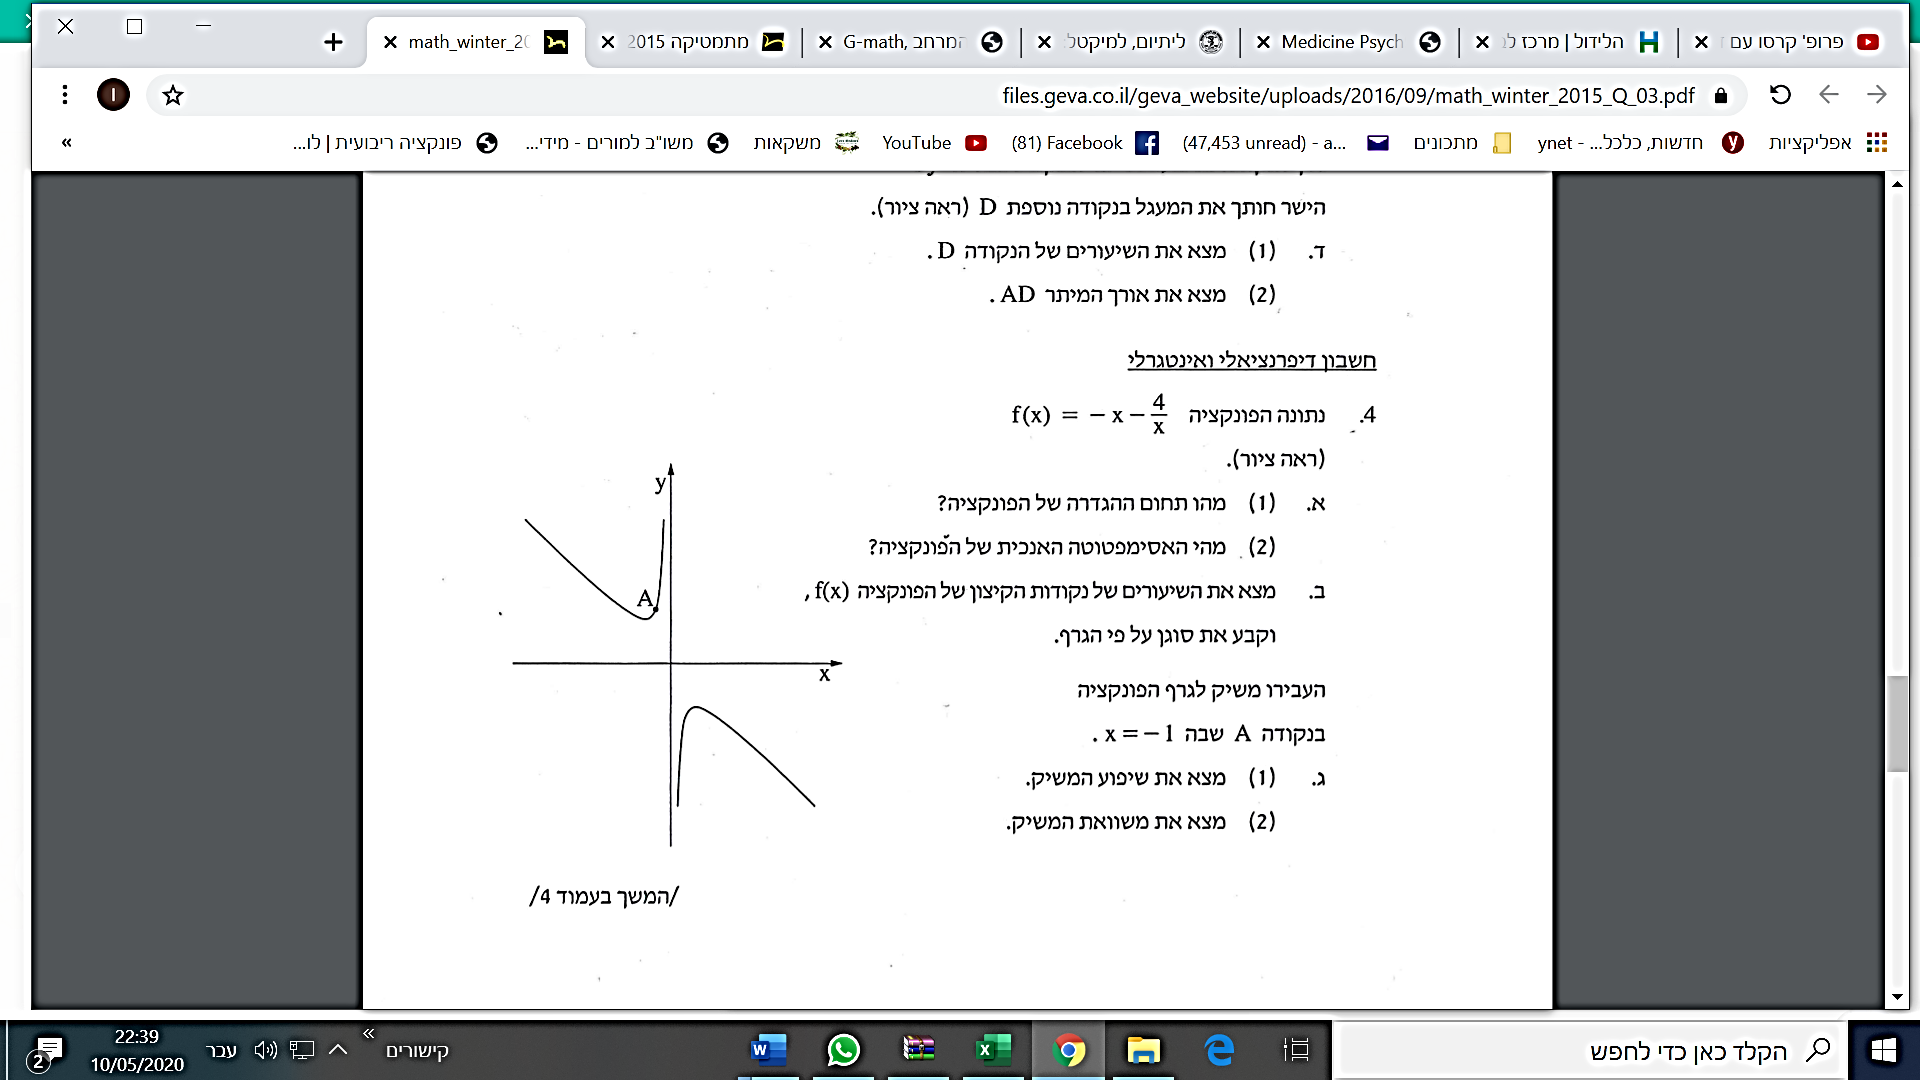 math_winter_20
מתמטיקה 2015
G-math, המרחב
ליתיום, למיקטל
Medicine Psych
הלידול | מרכז לב
פרופ' קרסו עם ד
files.geva.co.il/geva_website/uploads/2016/09/math_winter_2015_Q_03.pdf
אפליקציות
ynet - חדשות, כלכל...
מתכונים
(47,453 unread) - a...
(81) Facebook
YouTube
משקאות
משו"ב למורים - מידי...
פונקציה ריבועית | לו...
»
הישר חותך את המעגל בנקודה נוספת D (ראה ציור).
ד. (1) מצא את השיעורים של הנקודה D .
(2) מצא את אורך המיתר AD .
חשבון דיפרנציאלי ואינטגרלי
4. נתונה הפונקציה f(x) = − x − 4/x
(ראה ציור).
א. (1) מהו תחום ההגדרה של הפונקציה?
(2) מהי האסימפטוטה האנכית של הפונקציה?
ב. מצא את השיעורים של נקודות הקיצון של הפונקציה f(x) ,
וקבע את סוגן על פי הגרף.
העבירו משיק לגרף הפונקציה
בנקודה A שבה x = −1 .
ג. (1) מצא את שיפוע המשיק.
(2) מצא את משוואת המשיק.
y
A
x
/המשך בעמוד 4/
הקלד כאן כדי לחפש
קישורים
»
עבר
22:39
10/05/2020
2